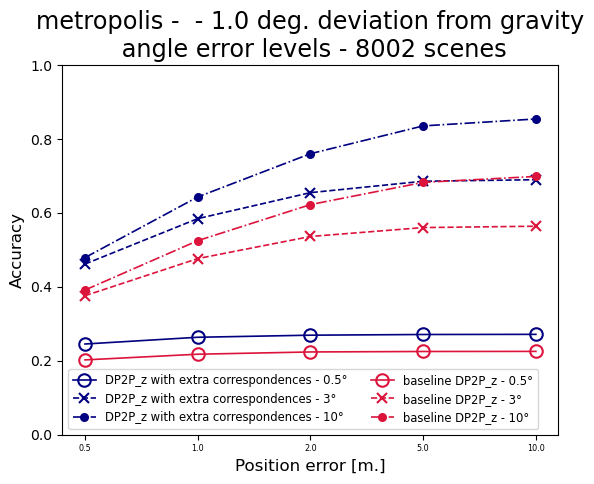 metropolis -  - 1.0 deg. deviation from gravity
angle error levels - 8002 scenes
Accuracy
1.0
0.8
0.6
0.4
0.2
0.0
DP2P_z with extra correspondences - 0.5°
DP2P_z with extra correspondences - 3°
DP2P_z with extra correspondences - 10°
baseline DP2P_z - 0.5°
baseline DP2P_z - 3°
baseline DP2P_z - 10°
0.5 1.0 2.0 5.0 10.0
Position error [m.]